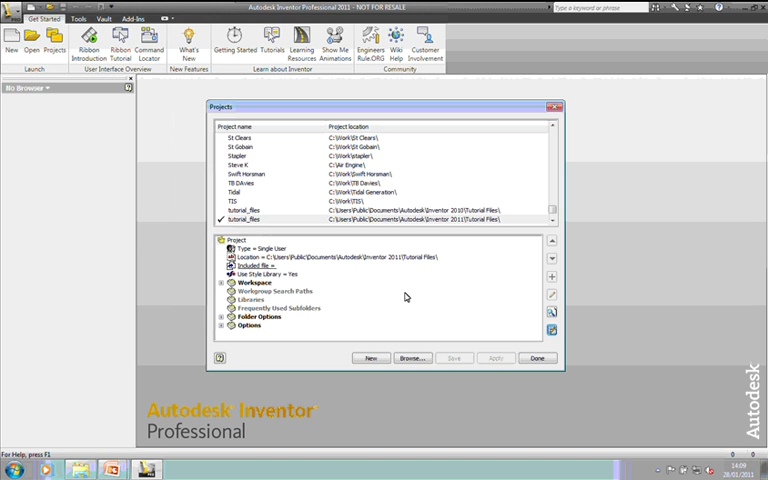 Autodesk Inventor Professional 2011 - NOT FOR RESALE
Type a keyword or phrase
PRO
Get Started Tools Vault Add-Ins
New Open Projects Ribbon Introduction Ribbon Tutorial Command Locator What's New Getting Started Tutorials Learning Resources Show Me Animations Engineers Rule.ORG Wiki Help Customer Involvement
Launch User Interface Overview New Features Learn about Inventor Community
No Browser
Projects
Project name Project location
St Clears C:\Work\St Clears\
St Gobain C:\Work\St Gobain\
Stapler C:\Work\stapler\
Steve K C:\Air Engine\
Swift Horsman C:\Work\Swift Horsman\
TB DAvies C:\Work\TB Davies\
Tidal C:\Work\Tidal Generation\
TIS C:\Work\TIS\
tutorial_files C:\Users\Public\Documents\Autodesk\Inventor 2010\Tutorial Files\
tutorial_files C:\Users\Public\Documents\Autodesk\Inventor 2011\Tutorial Files\
Project
Type = Single User
Location = C:\Users\Public\Documents\Autodesk\Inventor 2011\Tutorial Files\
Included file =
Use Style Library = Yes
Workspace
Workgroup Search Paths
Libraries
Frequently Used Subfolders
Folder Options
Options
New Browse... Save Apply Done
Autodesk Inventor
Professional
Autodesk
For Help, press F1
0 0
14:09
28/01/2011